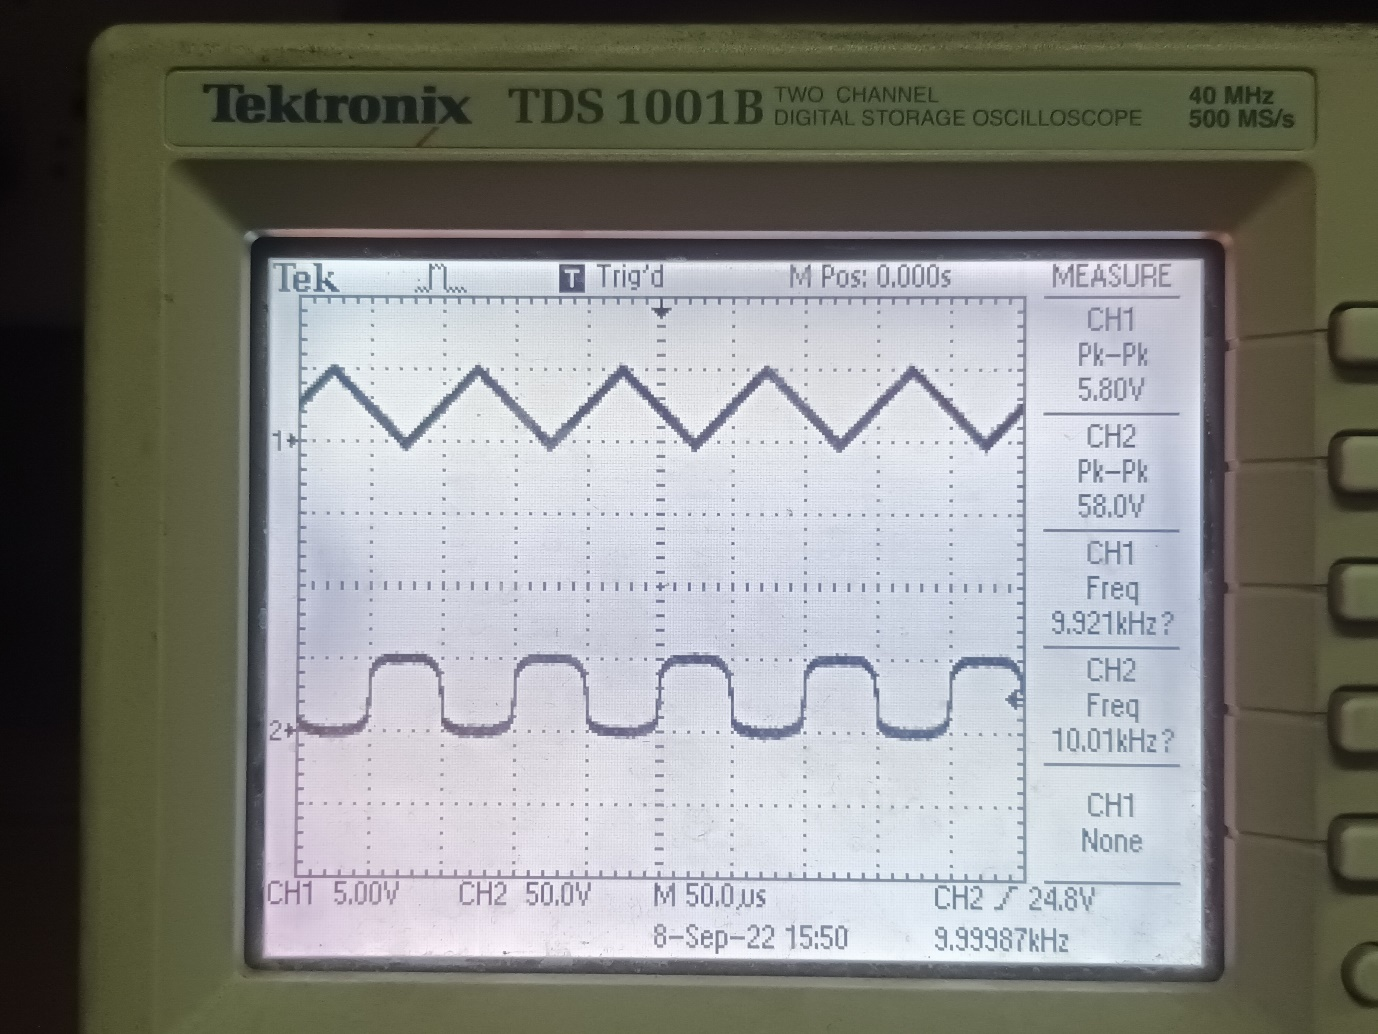 Tektronix TDS 1001B TWO CHANNEL DIGITAL STORAGE OSCILLOSCOPE 40 MHz 500 MS/s
Tek T Trig'd M Pos: 0.000s MEASURE
CH1
Pk-Pk
5.80V
CH2
Pk-Pk
58.0V
CH1
Freq
9.921kHz?
CH2
Freq
10.01kHz?
CH1
None
1
2
CH1 5.00V CH2 50.0V M 50.0µs CH2 24.8V
8-Sep-22 15:50 9.99987kHz